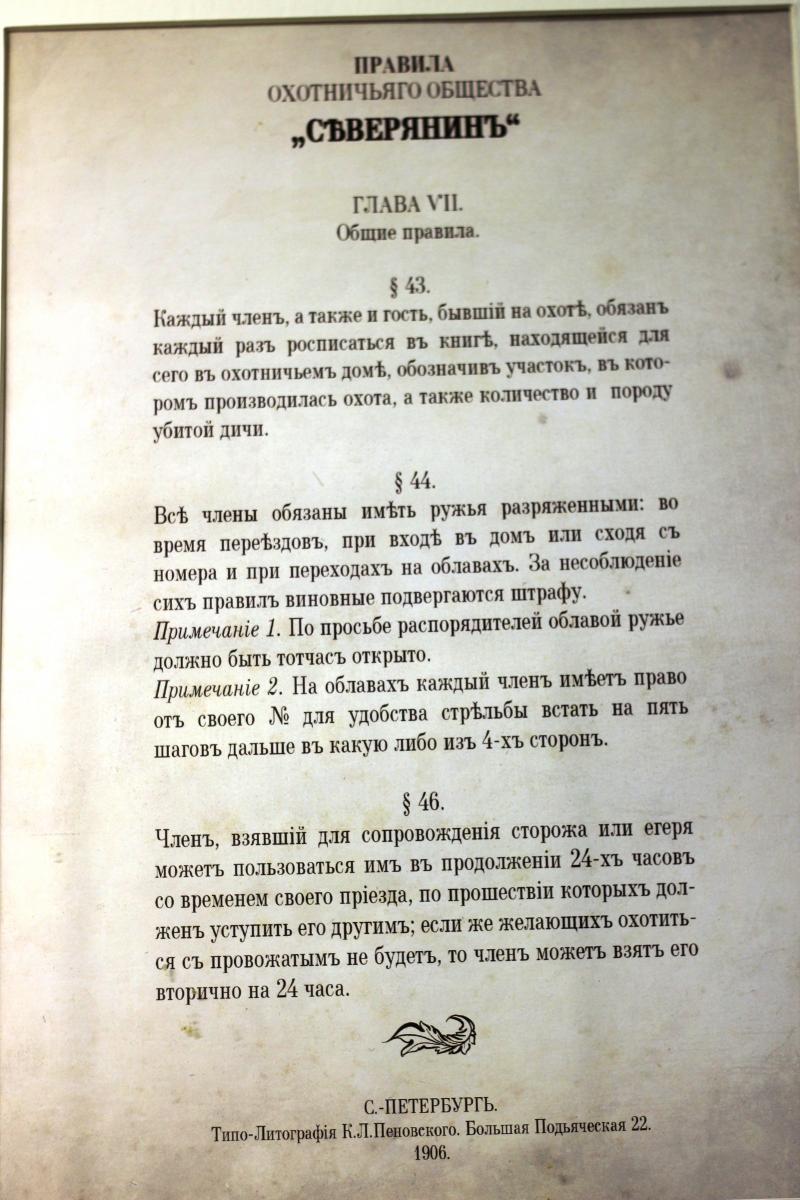 ПРАВИЛА
ОХОТНИЧЬЯГО ОБЩЕСТВА
„СѢВЕРЯНИНЪ“
ГЛАВА VII.
Общие правила.
§ 43.
Каждый членъ, а также и гость, бывшій на охотѣ, обязанъ
каждый разъ росписаться въ книгѣ, находящейся для
сего въ охотничьемъ домѣ, обозначивъ участокъ, въ кото-
ромъ производилась охота, а также количество и породу
убитой дичи.
§ 44.
Всѣ члены обязаны имѣть ружья разряженными: во
время переѣздовъ, при входѣ въ домъ или сходя съ
номера и при переходахъ на облавахъ. За несоблюденіе
сихъ правилъ виновные подвергаются штрафу.
Примечаніе 1. По просьбе распорядителей облавой ружье
должно быть тотчасъ открыто.
Примечаніе 2. На облавахъ каждый членъ имѣетъ право
отъ своего № для удобства стрѣльбы встать на пять
шаговъ дальше въ какую либо изъ 4-хъ сторонъ.
§ 46.
Членъ, взявшій для сопровожденія сторожа или егеря
можетъ пользоваться имъ въ продолженіи 24-хъ часовъ
со временем своего пріезда, по прошествіи которыхъ дол-
женъ уступить его другимъ; если же желающихъ охотить-
ся съ провожатымъ не будетъ, то членъ можетъ взятъ его
вторично на 24 часа.
С.-ПЕТЕРБУРГЬ.
Типо-Литографія К.Л.Пеновского. Большая Подьяческая 22.
1906.